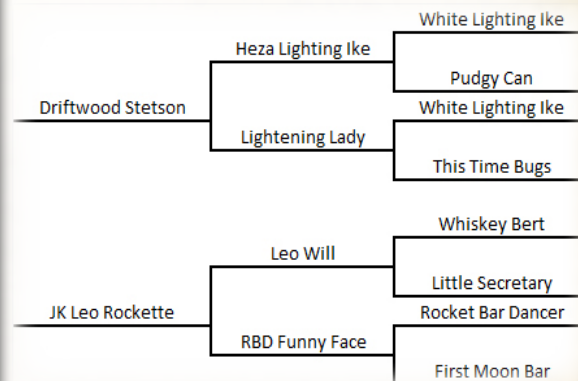 White Lighting Ike
Heza Lighting Ike
Pudgy Can
Driftwood Stetson
White Lighting Ike
Lightening Lady
This Time Bugs
Whiskey Bert
Leo Will
Little Secretary
JK Leo Rockette
Rocket Bar Dancer
RBD Funny Face
First Moon Bar